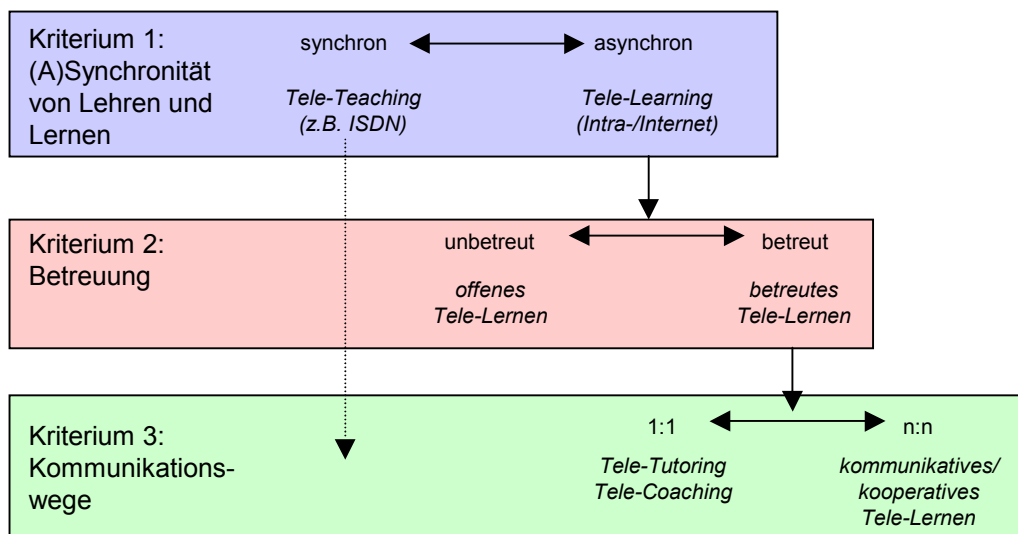 Kriterium 1:
(A)Synchronität
von Lehren und
Lernen
synchron
asynchron
Tele-Teaching
(z.B. ISDN)
Tele-Learning
(Intra-/Internet)
Kriterium 2:
Betreuung
unbetreut
betreut
offenes
Tele-Lernen
betreutes
Tele-Lernen
Kriterium 3:
Kommunikations-
wege
1:1
n:n
Tele-Tutoring
Tele-Coaching
kommunikatives/
kooperatives
Tele-Lernen